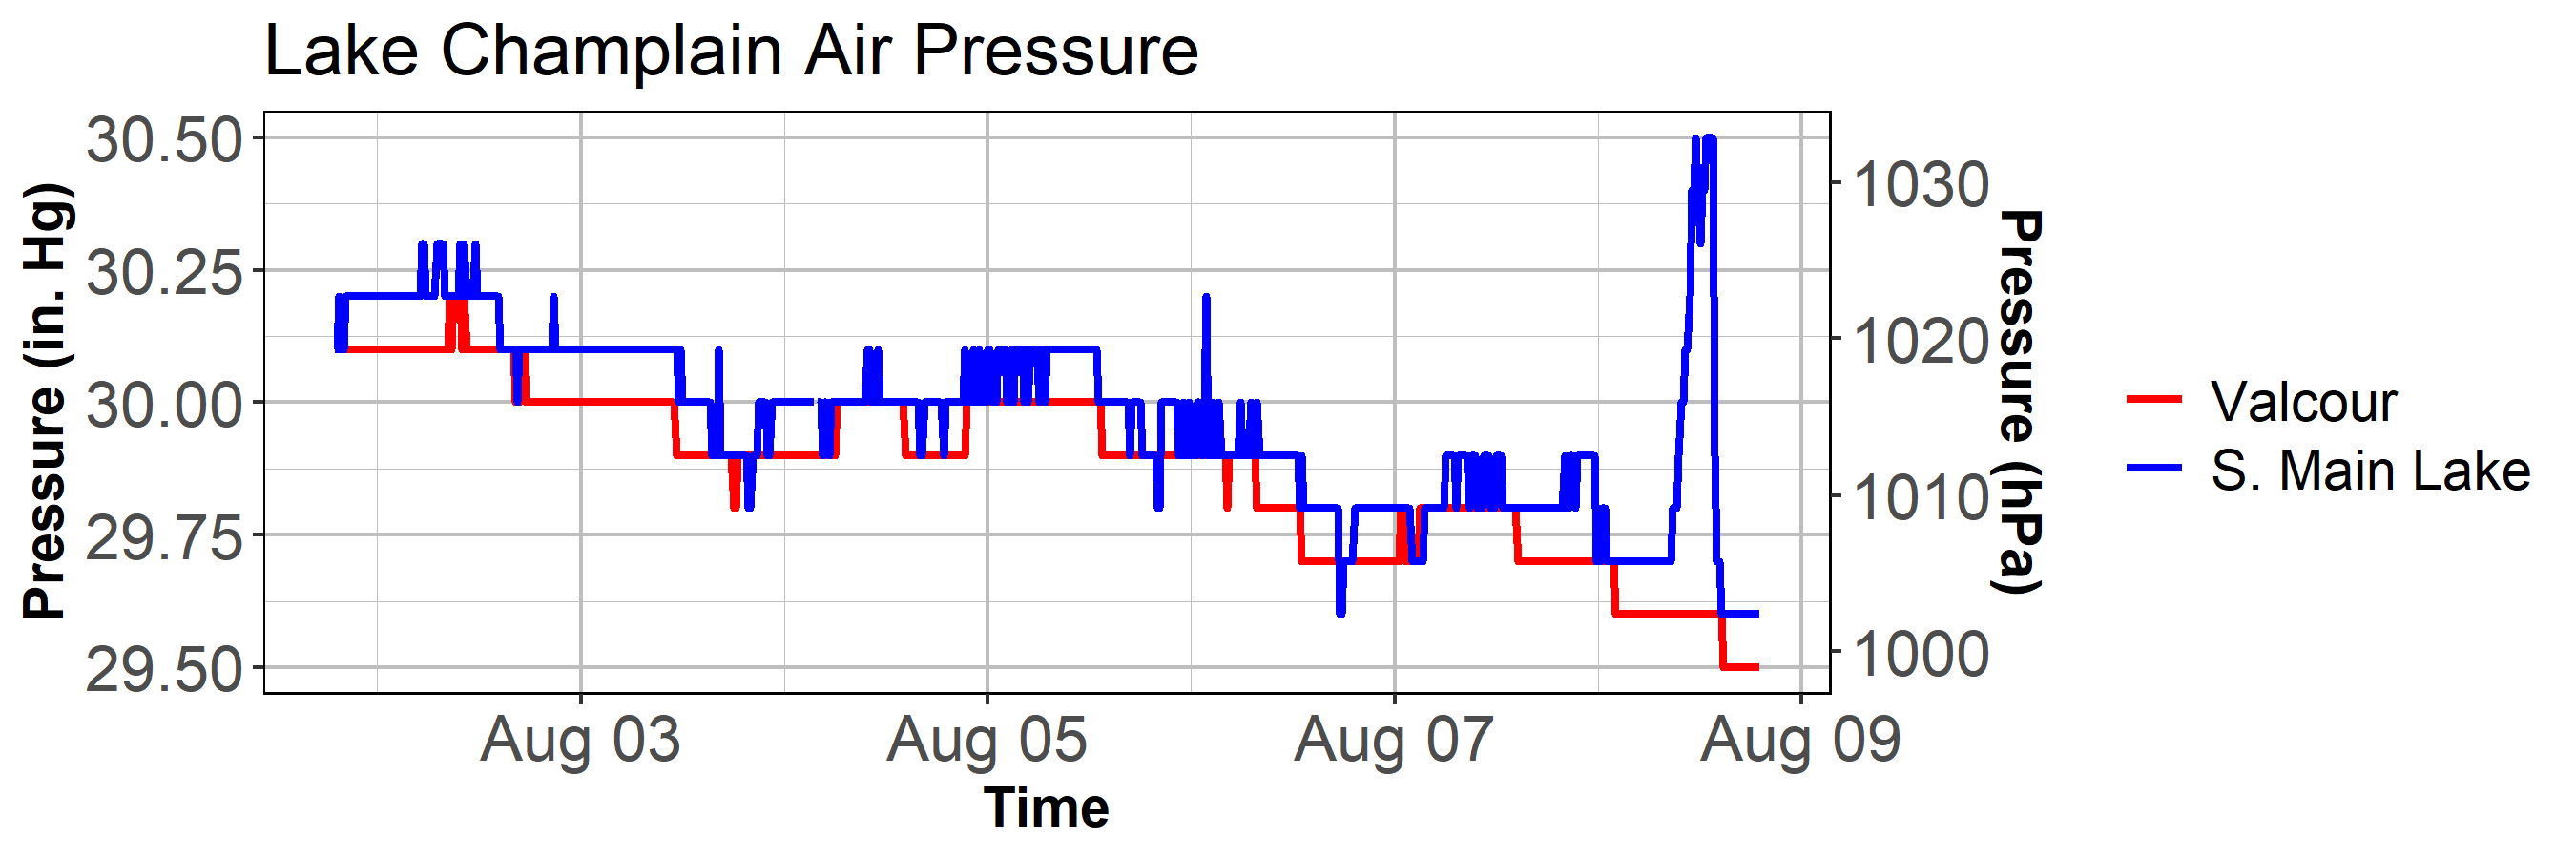 Lake Champlain Air Pressure
Pressure (in. Hg)
30.50
30.25
30.00
29.75
29.50
1030
1020
1010
1000
Pressure (hPa)
Aug 03
Aug 05
Aug 07
Aug 09
Time
Valcour
S. Main Lake